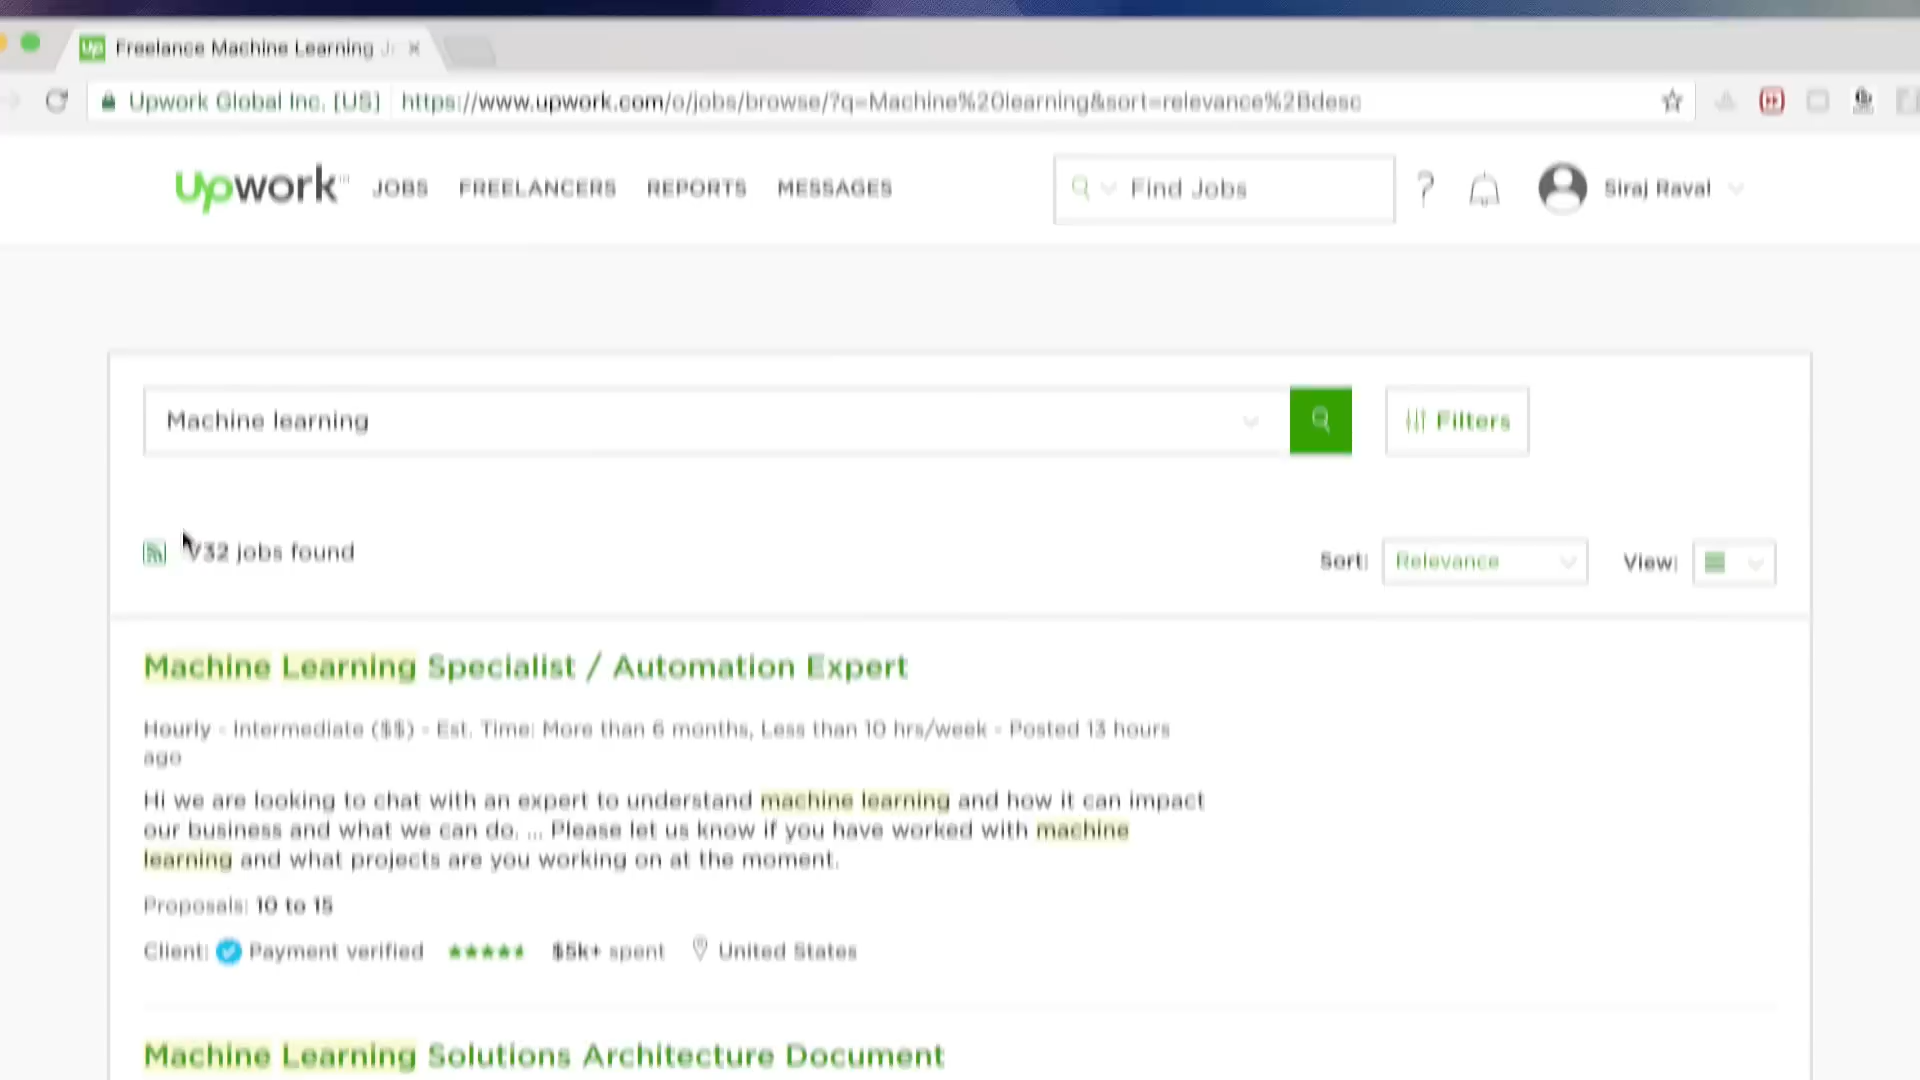 Freelance Machine Learning
Upwork Global Inc. [US] https://www.upwork.com/o/jobs/browse/?q=Machine%20learning&sort=relevance%2Bdesc
upwork JOBS FREELANCERS REPORTS MESSAGES Find Jobs ? Siraj Raval
Machine learning Filters
jobs found
Sort: Relevance View:
Machine Learning Specialist / Automation Expert
Hourly - Intermediate ($$) - Est. Time: More than 6 months, Less than 10 hrs/week - Posted 13 hours
ago
Hi we are looking to chat with an expert to understand machine learning and how it can impact
our business and what we can do. ... Please let us know if you have worked with machine
learning and what projects are you working on at the moment.
Proposals: 10 to 15
Client: Payment verified $5k+ spent United States
Machine Learning Solutions Architecture Document